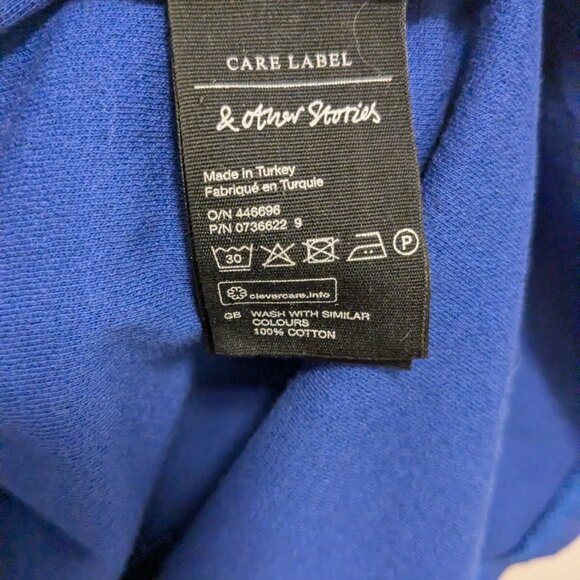 CARE LABEL
& Other Stories
Made in Turkey
Fabriqué en Turquie
O/N 446696
P/N 0736622 9
30 P
clevercare.info
GB WASH WITH SIMILAR
COLOURS
100% COTTON